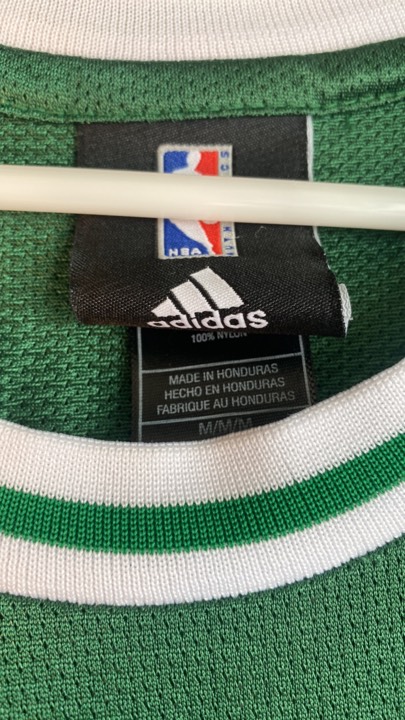 NBA
adidas
100% NYLON
MADE IN HONDURAS
HECHO EN HONDURAS
FABRIQUE AU HONDURAS
M/M/M